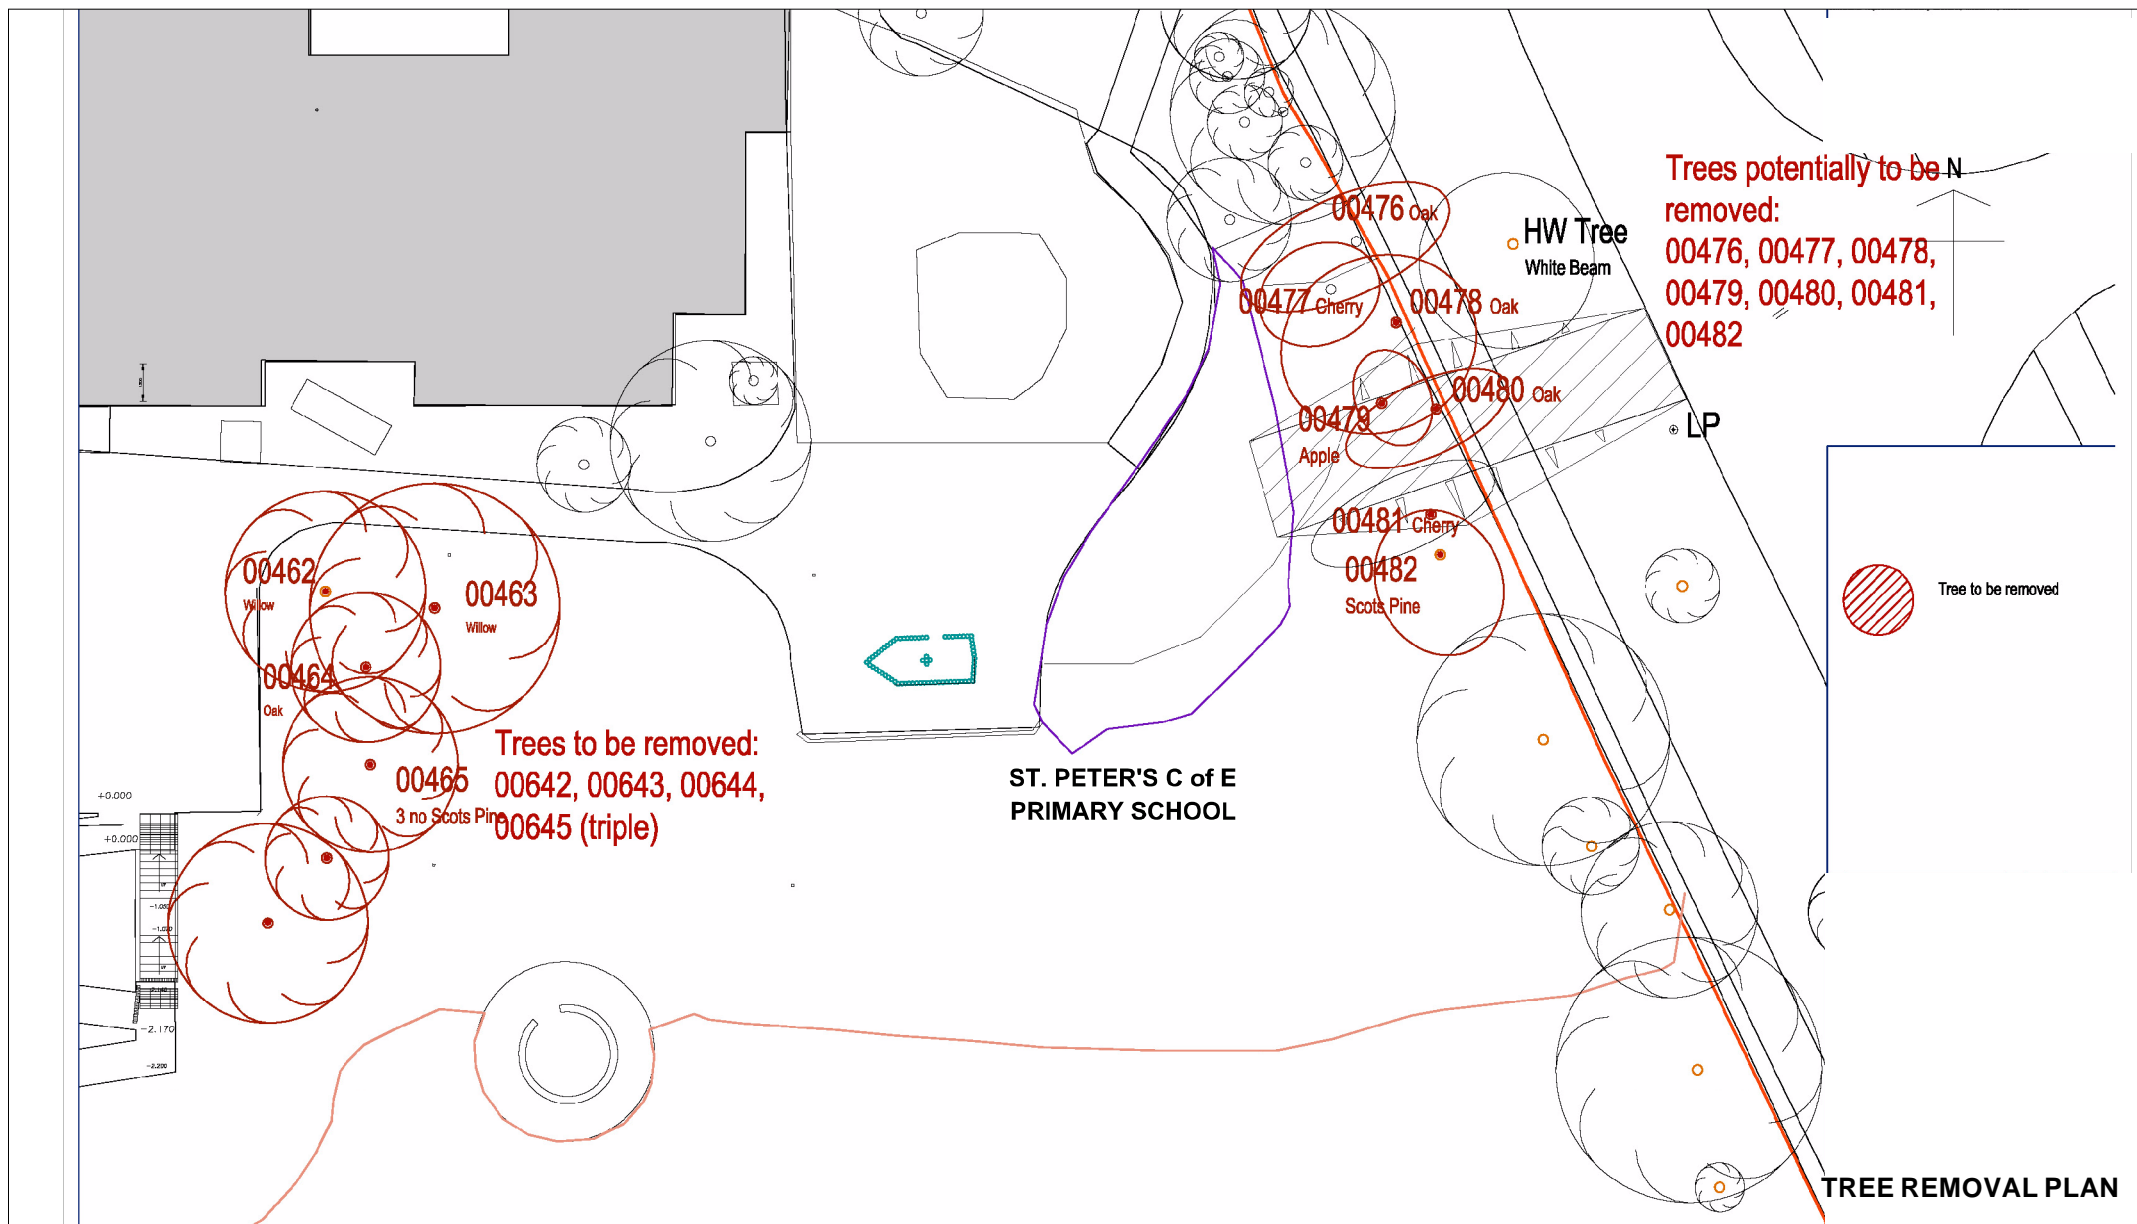 Trees potentially to be
removed:
00476, 00477, 00478,
00479, 00480, 00481,
00482
N
00476 Oak
HW Tree
White Beam
00477 Cherry
00478 Oak
00480 Oak
00479
Apple
LP
00481 Cherry
00482
Scots Pine
Tree to be removed
00462
Willow
00463
Willow
00464
Oak
00465
3 no Scots Pine
Trees to be removed:
00642, 00643, 00644,
00645 (triple)
ST. PETER'S C of E
PRIMARY SCHOOL
+0.000
+0.000
-2.170
-2.200
TREE REMOVAL PLAN